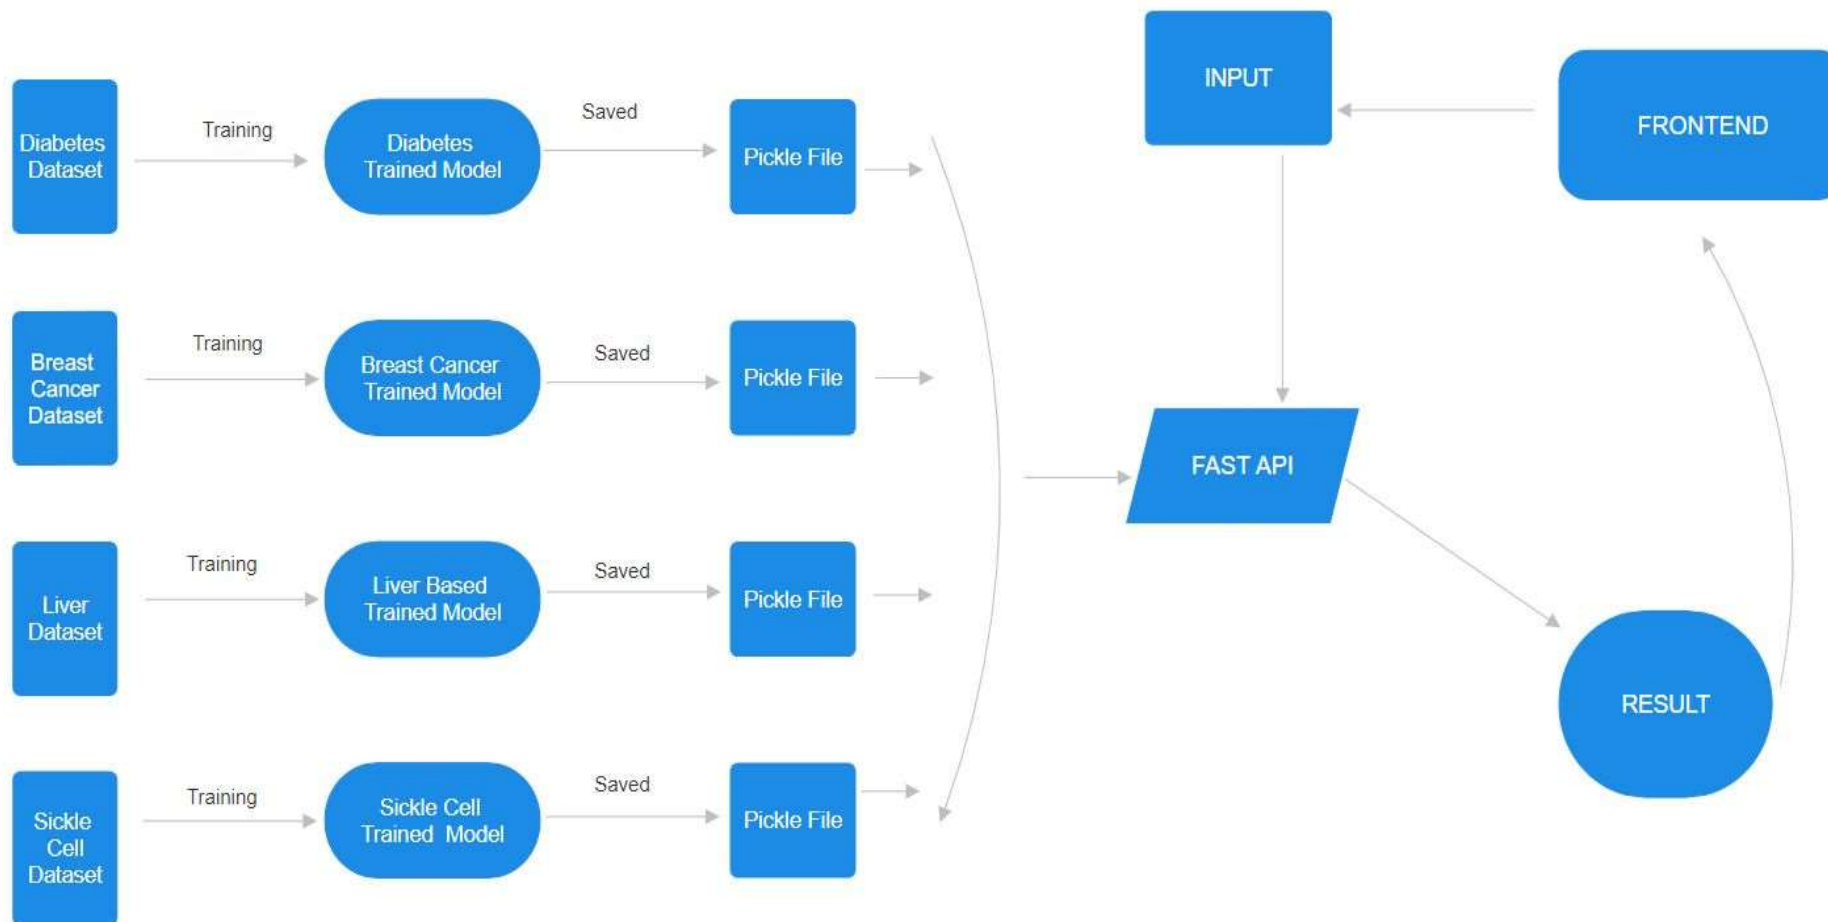 INPUT
FRONTEND
Diabetes
Dataset
Training
Diabetes
Trained Model
Saved
Pickle File
Breast
Cancer
Dataset
Training
Breast Cancer
Trained Model
Saved
Pickle File
FAST API
Liver
Dataset
Training
Liver Based
Trained Model
Saved
Pickle File
RESULT
Sickle
Cell
Dataset
Training
Sickle Cell
Trained Model
Saved
Pickle File